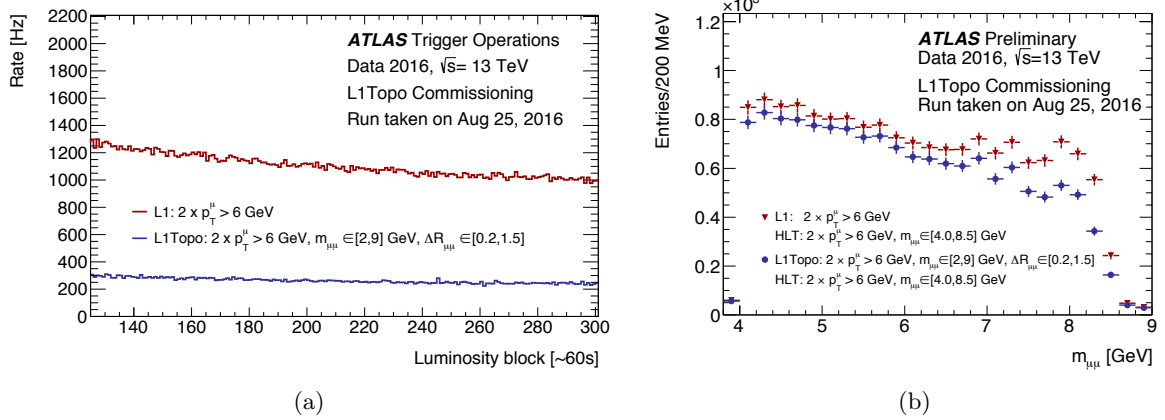 Rate [Hz]
2200
2000
1800
1600
1400
1200
1000
800
600
400
200
0
ATLAS Trigger Operations
Data 2016, √s= 13 TeV
L1Topo Commissioning
Run taken on Aug 25, 2016
L1: 2 x p_T^μ > 6 GeV
L1Topo: 2 x p_T^μ > 6 GeV, m_μμ ∈[2,9] GeV, ΔR_μμ ∈[0.2,1.5]
140 160 180 200 220 240 260 280 300
Luminosity block [~60s]
(a)
Entries/200 MeV
1.2
1
0.8
0.6
0.4
0.2
0
ATLAS Preliminary
Data 2016, √s= 13 TeV
L1Topo Commissioning
Run taken on Aug 25, 2016
L1: 2 × p_T^μ > 6 GeV
HLT: 2 × p_T^μ > 6 GeV, m_μμ ∈[4.0,8.5] GeV
L1Topo: 2 × p_T^μ > 6 GeV, m_μμ ∈[2,9] GeV, ΔR_μμ ∈[0.2,1.5]
HLT: 2 × p_T^μ > 6 GeV, m_μμ ∈[4.0,8.5] GeV
4 5 6 7 8 9
m_μμ [GeV]
(b)